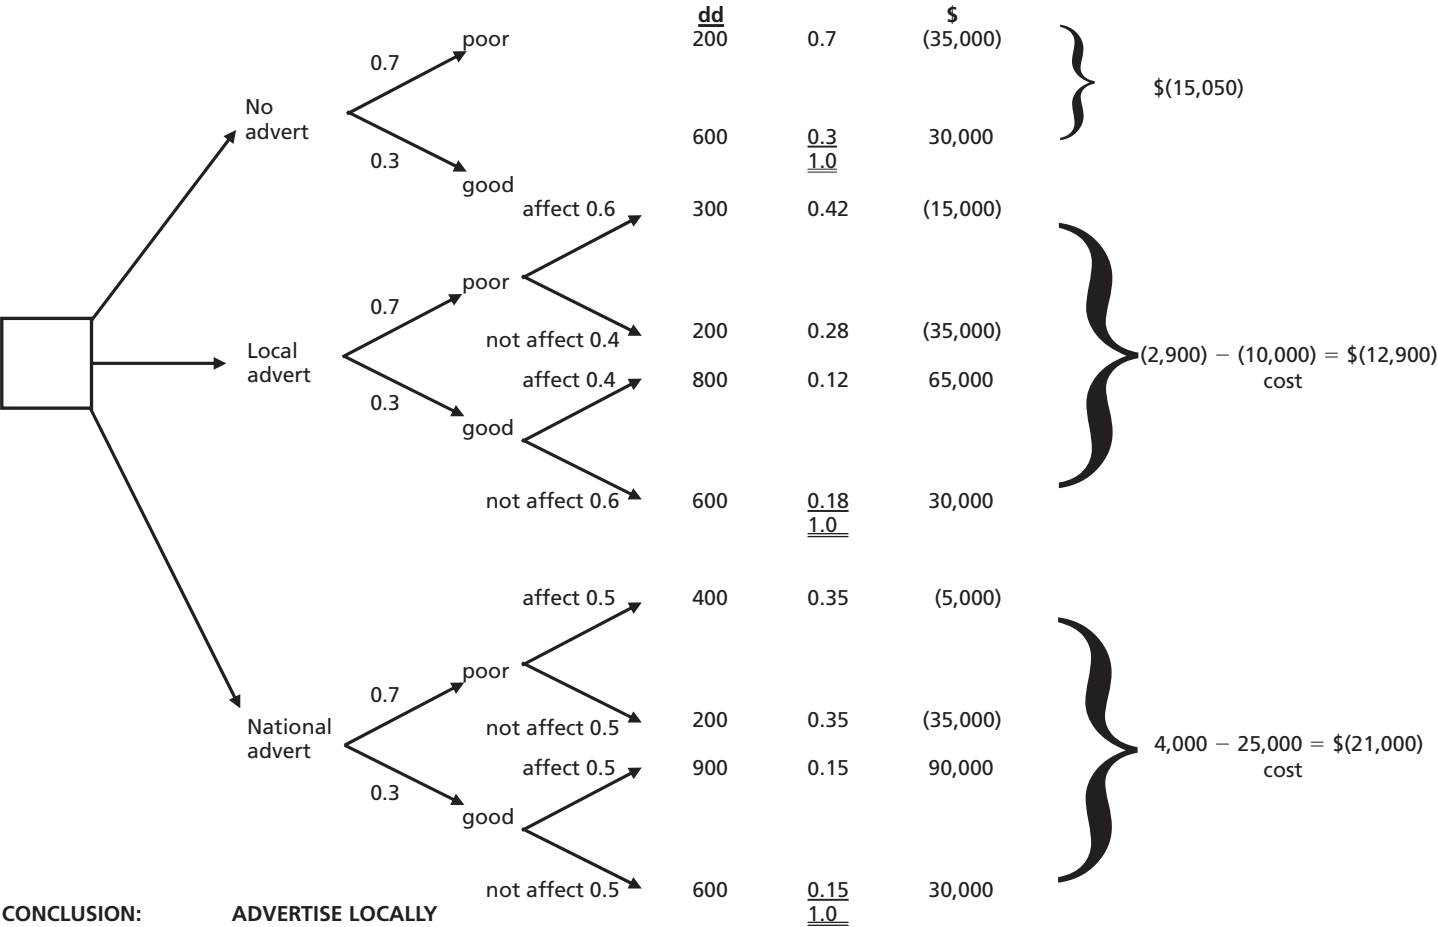 dd $
poor 200 0.7 (35,000)
0.7
$(15,050)
No
advert
600 0.3 30,000
0.3 1.0
good
affect 0.6 300 0.42 (15,000)
poor
0.7
not affect 0.4 200 0.28 (35,000)
Local
advert
(2,900) − (10,000) = $(12,900)
cost
affect 0.4 800 0.12 65,000
0.3
good
not affect 0.6 600 0.18 30,000
1.0
affect 0.5 400 0.35 (5,000)
poor
0.7
not affect 0.5 200 0.35 (35,000)
National
advert
4,000 − 25,000 = $(21,000)
cost
affect 0.5 900 0.15 90,000
0.3
good
not affect 0.5 600 0.15 30,000
1.0
CONCLUSION: ADVERTISE LOCALLY